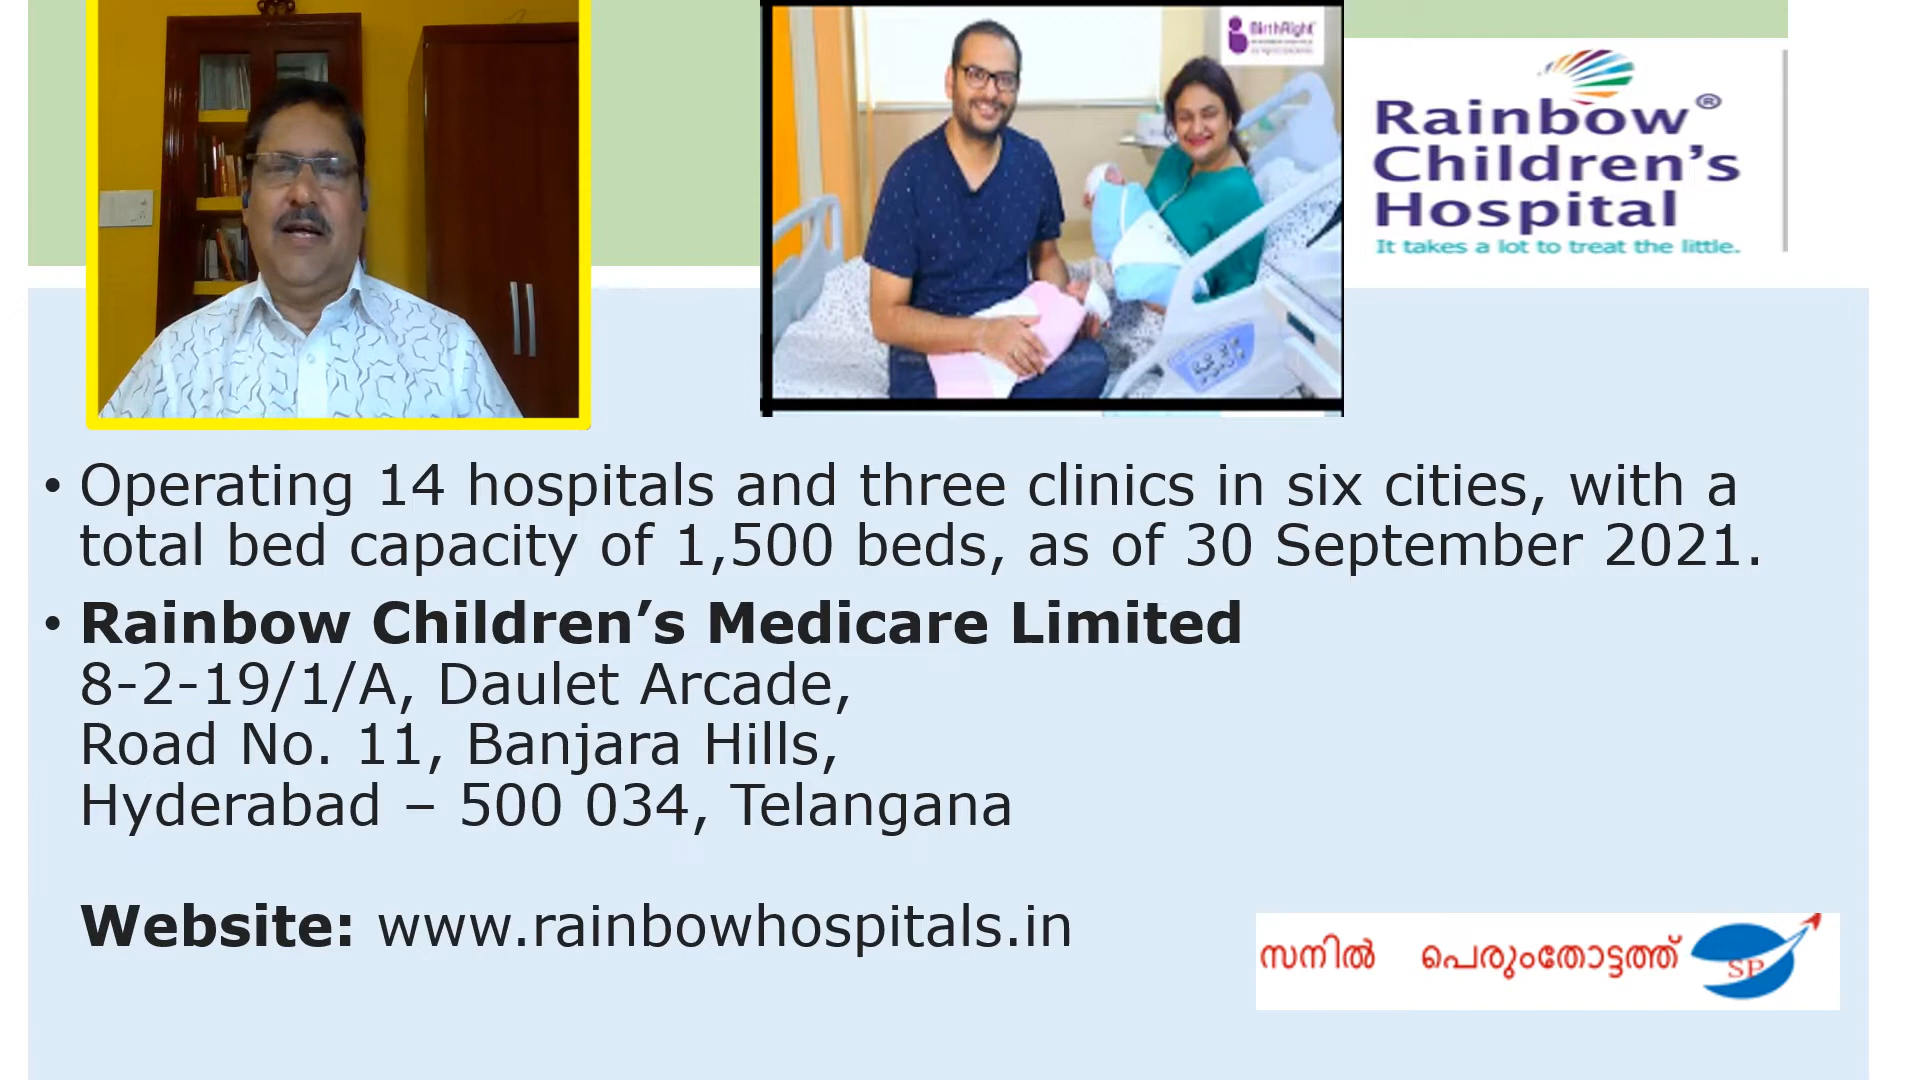 BirthRight
Rainbow®
Children's
Hospital
It takes a lot to treat the little.
• Operating 14 hospitals and three clinics in six cities, with a
total bed capacity of 1,500 beds, as of 30 September 2021.
• Rainbow Children’s Medicare Limited
8-2-19/1/A, Daulet Arcade,
Road No. 11, Banjara Hills,
Hyderabad – 500 034, Telangana
Website: www.rainbowhospitals.in
സനിൽ പെരുംതോട്ടത്ത് SP